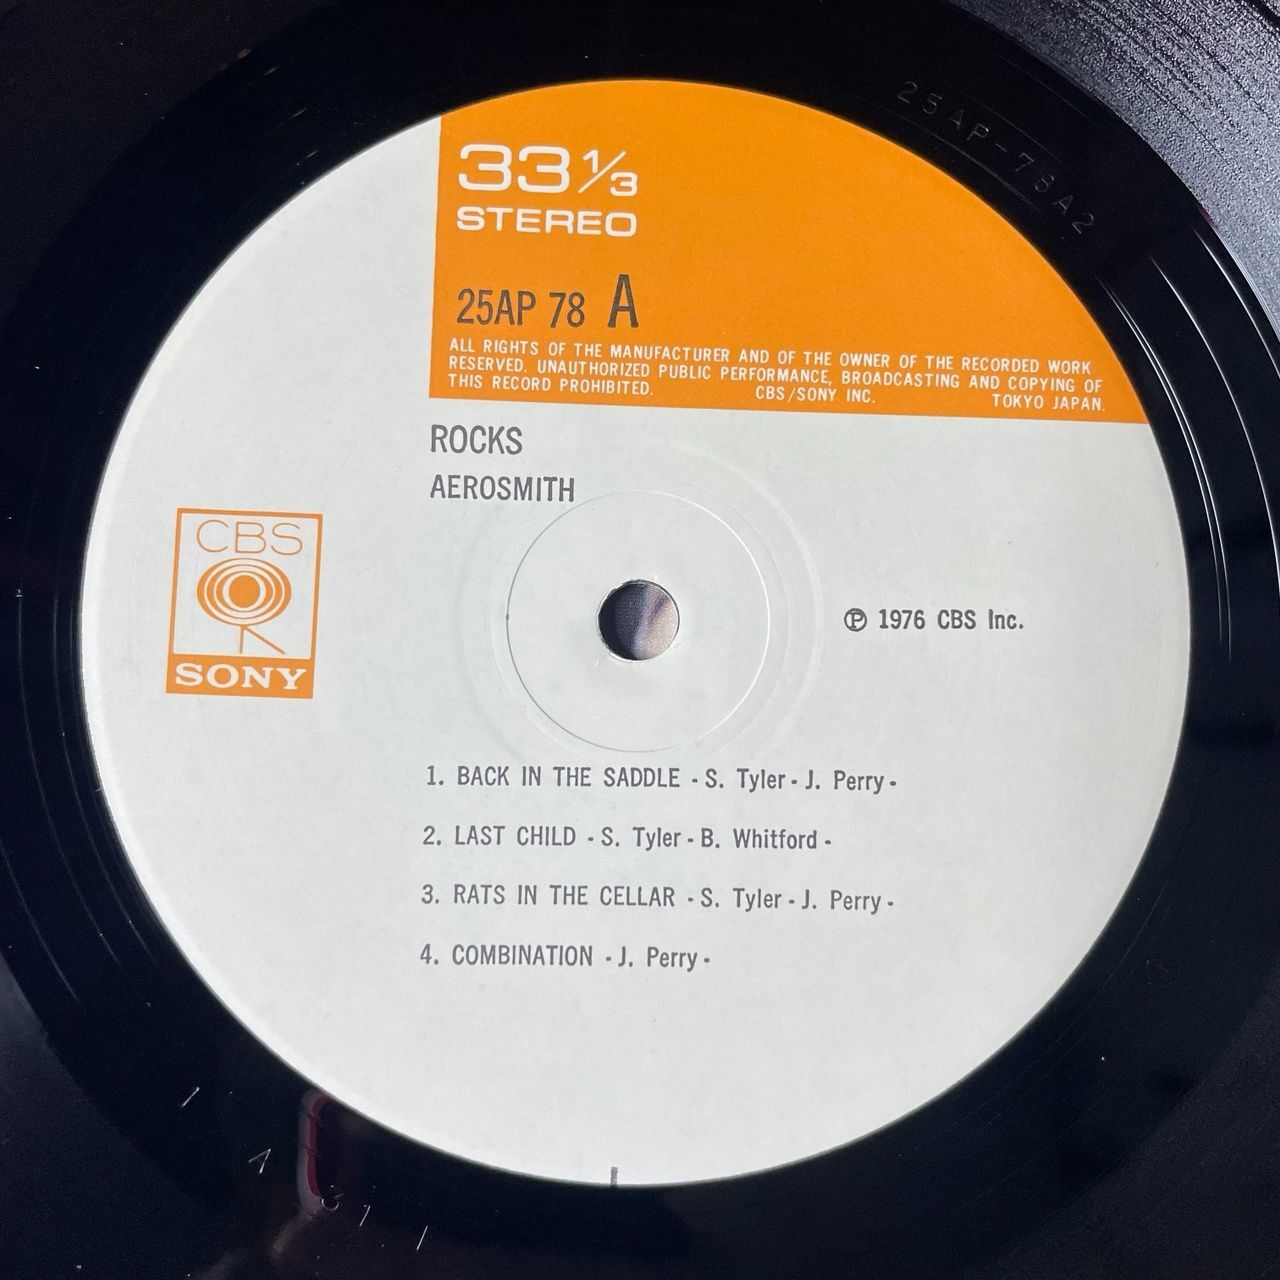 25AP-78A2
33 1/3
STEREO
25AP 78 A
ALL RIGHTS OF THE MANUFACTURER AND OF THE OWNER OF THE RECORDED WORK
RESERVED. UNAUTHORIZED PUBLIC PERFORMANCE, BROADCASTING AND COPYING OF
THIS RECORD PROHIBITED. CBS/SONY INC. TOKYO JAPAN.
ROCKS
AEROSMITH
CBS
SONY
℗ 1976 CBS Inc.
1. BACK IN THE SADDLE - S. Tyler - J. Perry -
2. LAST CHILD - S. Tyler - B. Whitford -
3. RATS IN THE CELLAR - S. Tyler - J. Perry -
4. COMBINATION - J. Perry -